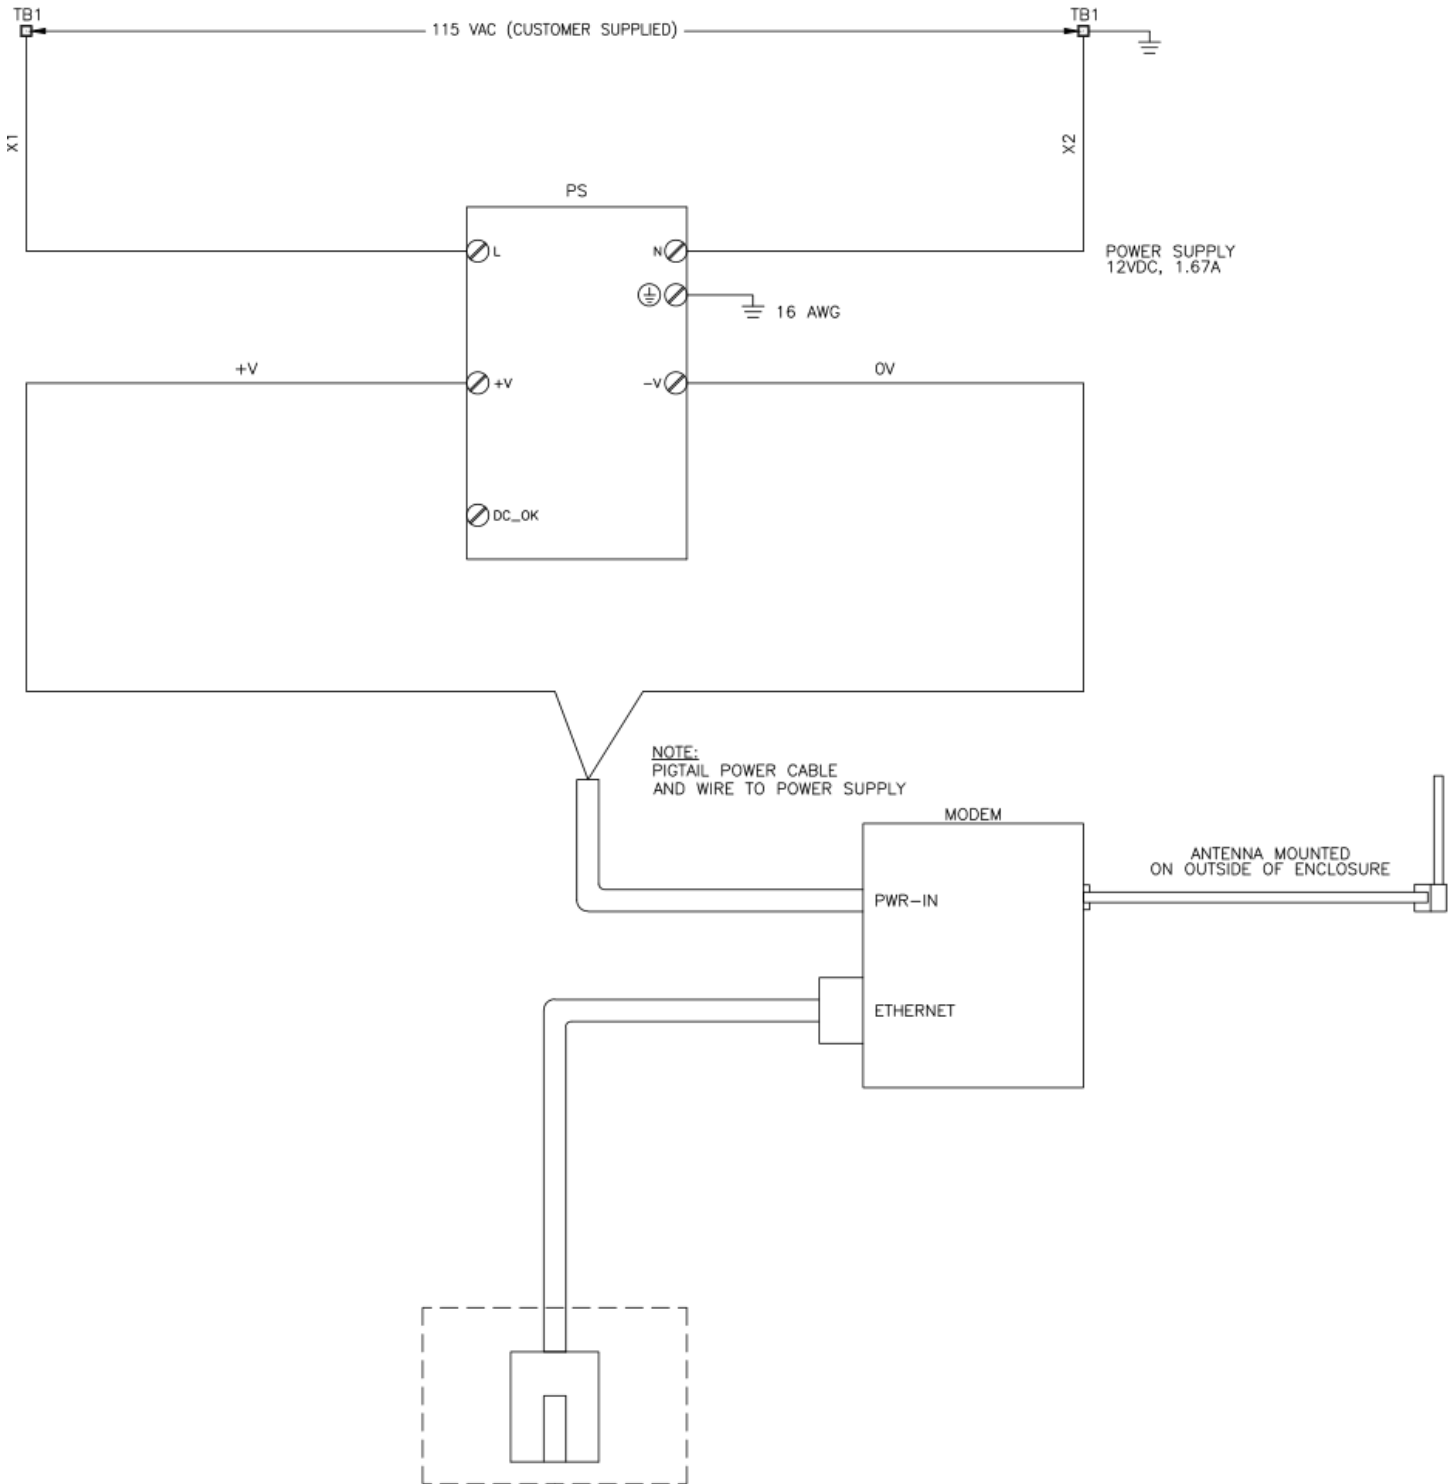 TB1
TB1
115 VAC (CUSTOMER SUPPLIED)
X1
X2
PS
L
N
POWER SUPPLY
12VDC, 1.67A
16 AWG
+V
0V
+V
-V
DC_OK
NOTE:
PIGTAIL POWER CABLE
AND WIRE TO POWER SUPPLY
MODEM
ANTENNA MOUNTED
ON OUTSIDE OF ENCLOSURE
PWR-IN
ETHERNET